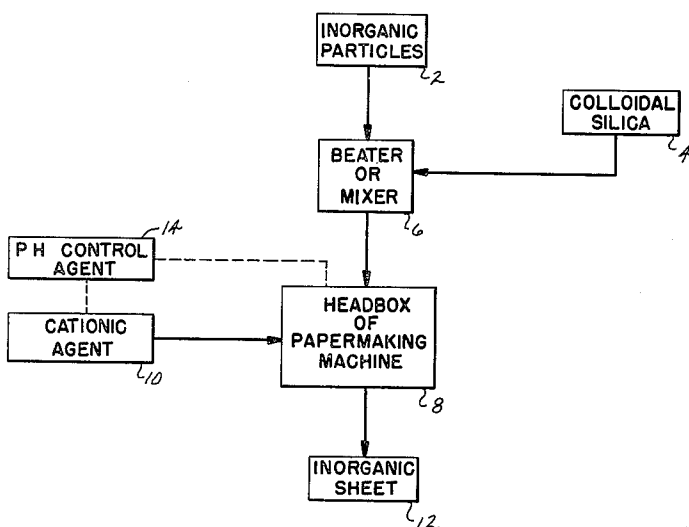 INORGANIC
PARTICLES
2
COLLOIDAL
SILICA
4
BEATER
OR
MIXER
6
14
PH CONTROL
AGENT
CATIONIC
AGENT
10
HEADBOX
OF
PAPERMAKING
MACHINE
8
INORGANIC
SHEET
12